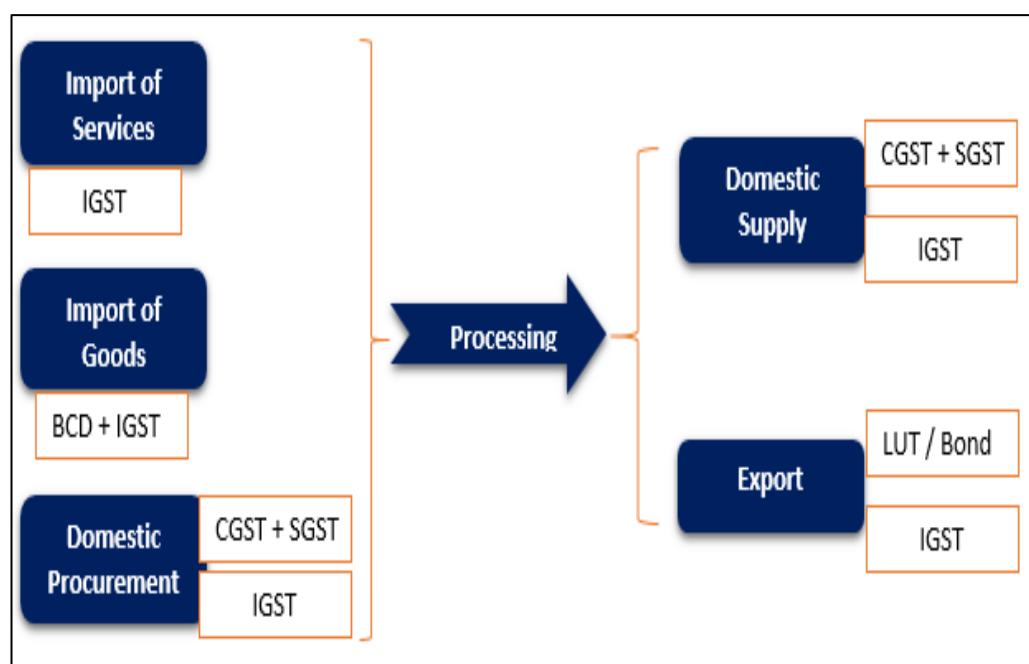 Import of
Services
IGST
Import of
Goods
BCD + IGST
Domestic
Procurement
CGST + SGST
IGST
Processing
Domestic
Supply
CGST + SGST
IGST
Export
LUT / Bond
IGST